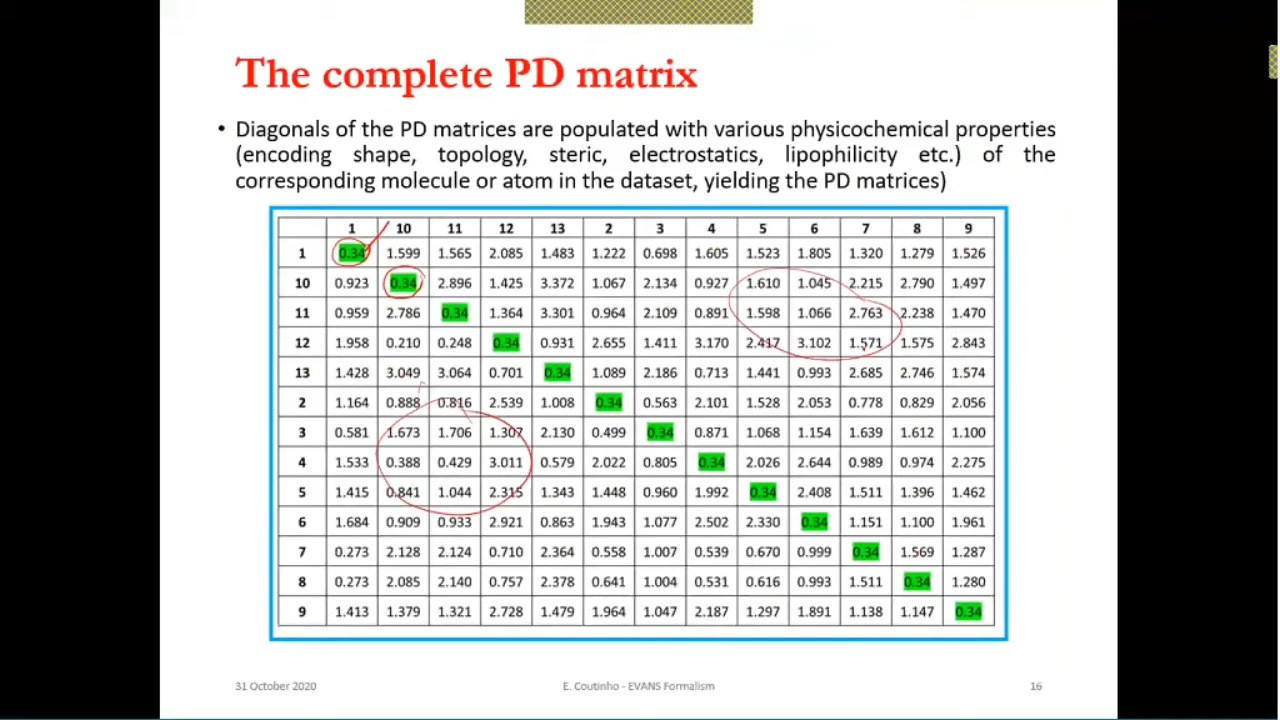 The complete PD matrix
• Diagonals of the PD matrices are populated with various physicochemical properties
(encoding shape, topology, steric, electrostatics, lipophilicity etc.) of the
corresponding molecule or atom in the dataset, yielding the PD matrices)
1 10 11 12 13 2 3 4 5 6 7 8 9
1 0.34 1.599 1.565 2.085 1.483 1.222 0.698 1.605 1.523 1.805 1.320 1.279 1.526
10 0.923 0.34 2.896 1.425 3.372 1.067 2.134 0.927 1.610 1.045 2.215 2.790 1.497
11 0.959 2.786 0.34 1.364 3.301 0.964 2.109 0.891 1.598 1.066 2.763 2.238 1.470
12 1.958 0.210 0.248 0.34 0.931 2.655 1.411 3.170 2.417 3.102 1.571 1.575 2.843
13 1.428 3.049 3.064 0.701 0.34 1.089 2.186 0.713 1.441 0.993 2.685 2.746 1.574
2 1.164 0.888 0.816 2.539 1.008 0.34 0.563 2.101 1.528 2.053 0.778 0.829 2.056
3 0.581 1.673 1.706 1.307 2.130 0.499 0.34 0.871 1.068 1.154 1.639 1.612 1.100
4 1.533 0.388 0.429 3.011 0.579 2.022 0.805 0.34 2.026 2.644 0.989 0.974 2.275
5 1.415 0.841 1.044 2.315 1.343 1.448 0.960 1.992 0.34 2.408 1.511 1.396 1.462
6 1.684 0.909 0.933 2.921 0.863 1.943 1.077 2.502 2.330 0.34 1.151 1.100 1.961
7 0.273 2.128 2.124 0.710 2.364 0.558 1.007 0.539 0.670 0.999 0.34 1.569 1.287
8 0.273 2.085 2.140 0.757 2.378 0.641 1.004 0.531 0.616 0.993 1.511 0.34 1.280
9 1.413 1.379 1.321 2.728 1.479 1.964 1.047 2.187 1.297 1.891 1.138 1.147 0.34
31 October 2020 E. Coutinho - EVANS Formalism 16